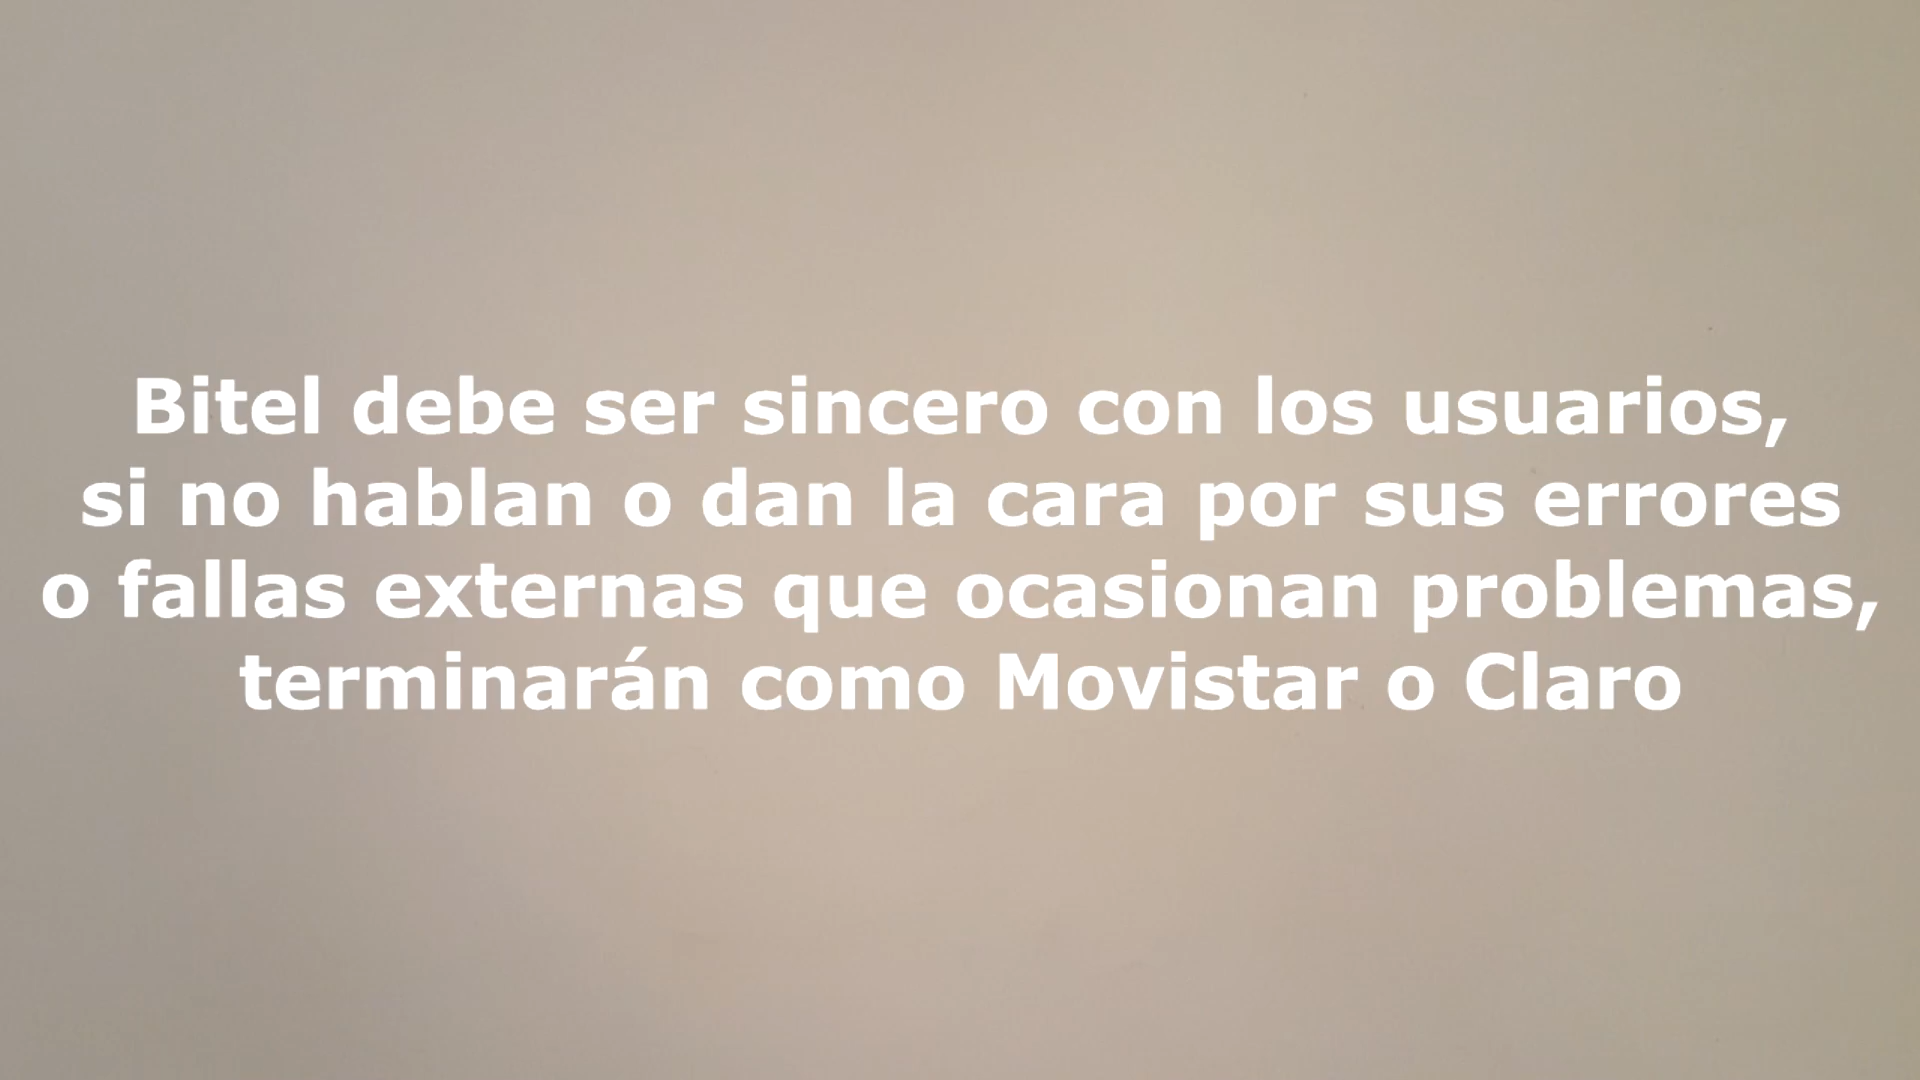 Bitel debe ser sincero con los usuarios,
si no hablan o dan la cara por sus errores
o fallas externas que ocasionan problemas,
terminarán como Movistar o Claro